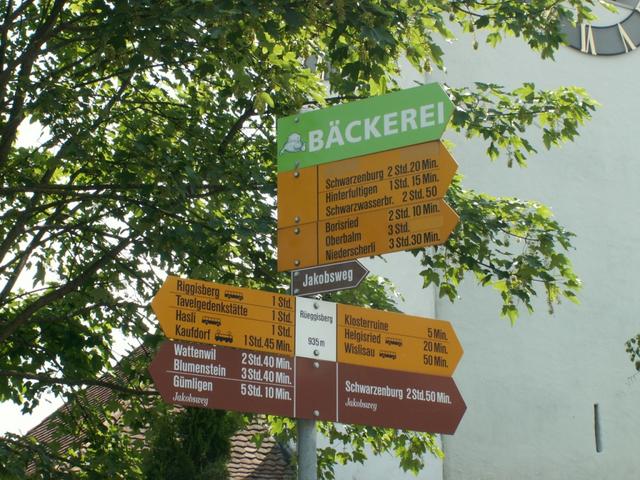 BÄCKEREI
Schwarzenburg 2 Std. 20 Min.
Hinterfultigen 1 Std. 15 Min.
Schwarzwasserbr. 2 Std. 50
Borisried 2 Std. 10 Min.
Oberbalm 3 Std.
Niederscherli 3 Std. 30 Min.
Jakobsweg
Riggisberg 1 Std.
Tavelgedenkstätte 1 Std.
Hasli 1 Std.
Kaufdorf 1 Std. 45 Min.
Rüeggisberg
935 m
Klosterruine 5 Min.
Helgisried 20 Min.
Wislisau 50 Min.
Wattenwil 2 Std. 40 Min.
Blumenstein 3 Std. 40 Min.
Gümligen 5 Std. 10 Min.
Jakobsweg
Schwarzenburg 2 Std. 50 Min.
Jakobsweg